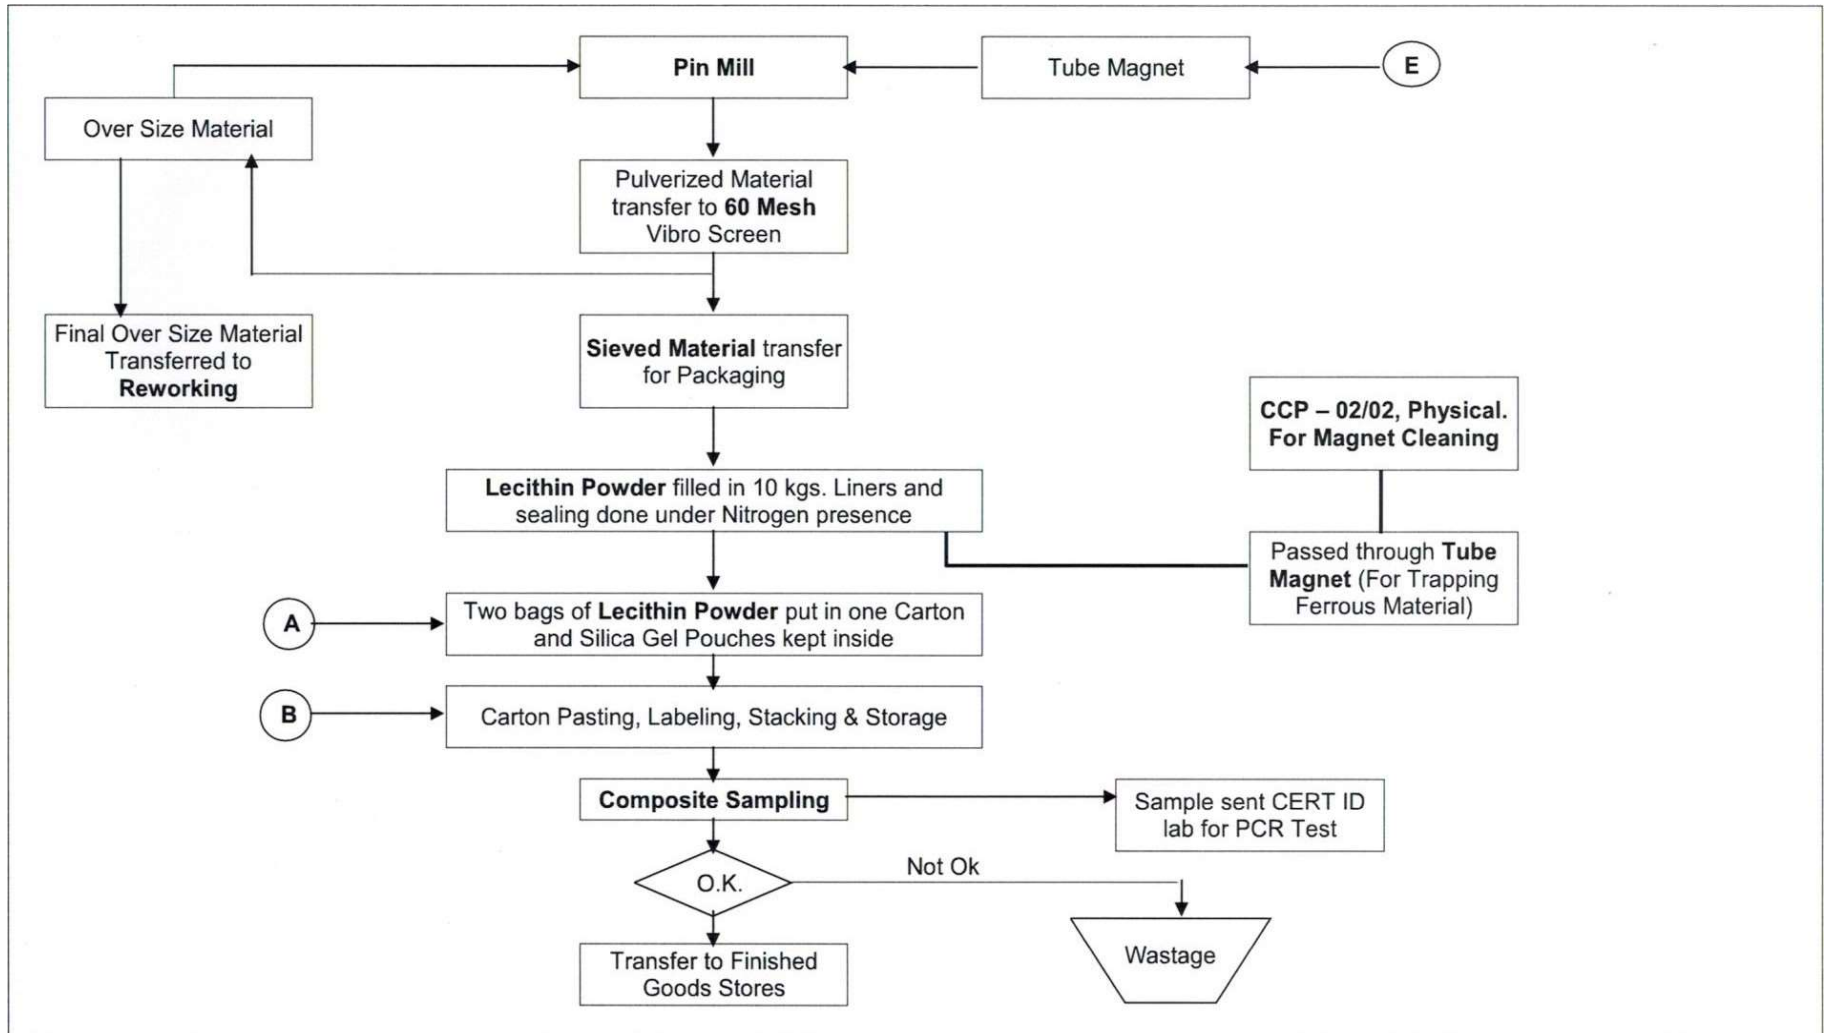 Pin Mill
Tube Magnet
E
Over Size Material
Pulverized Material
transfer to 60 Mesh
Vibro Screen
Final Over Size Material
Transferred to
Reworking
Sieved Material transfer
for Packaging
CCP – 02/02, Physical.
For Magnet Cleaning
Lecithin Powder filled in 10 kgs. Liners and
sealing done under Nitrogen presence
Passed through Tube
Magnet (For Trapping
Ferrous Material)
A
Two bags of Lecithin Powder put in one Carton
and Silica Gel Pouches kept inside
B
Carton Pasting, Labeling, Stacking & Storage
Composite Sampling
Sample sent CERT ID
lab for PCR Test
O.K.
Not Ok
Wastage
Transfer to Finished
Goods Stores